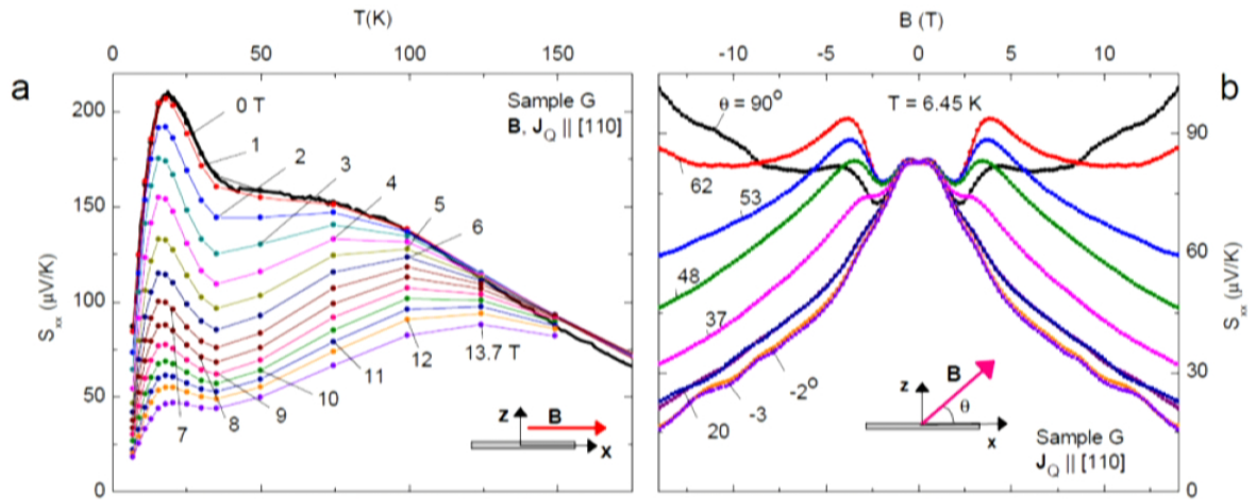 T(K)
0 50 100 150
a
200
150
100
50
0
S_xx (μV/K)
0 T
1
2
3
4
5
6
7
8
9
10
11
12
13.7 T
Sample G
B, J_Q || [110]
z
B
x
B (T)
-10 -5 0 5 10
b
θ = 90°
T = 6.45 K
62
53
48
37
20
-3
-2°
90
60
30
0
S_xx (μV/K)
z
B
θ
x
Sample G
J_Q || [110]